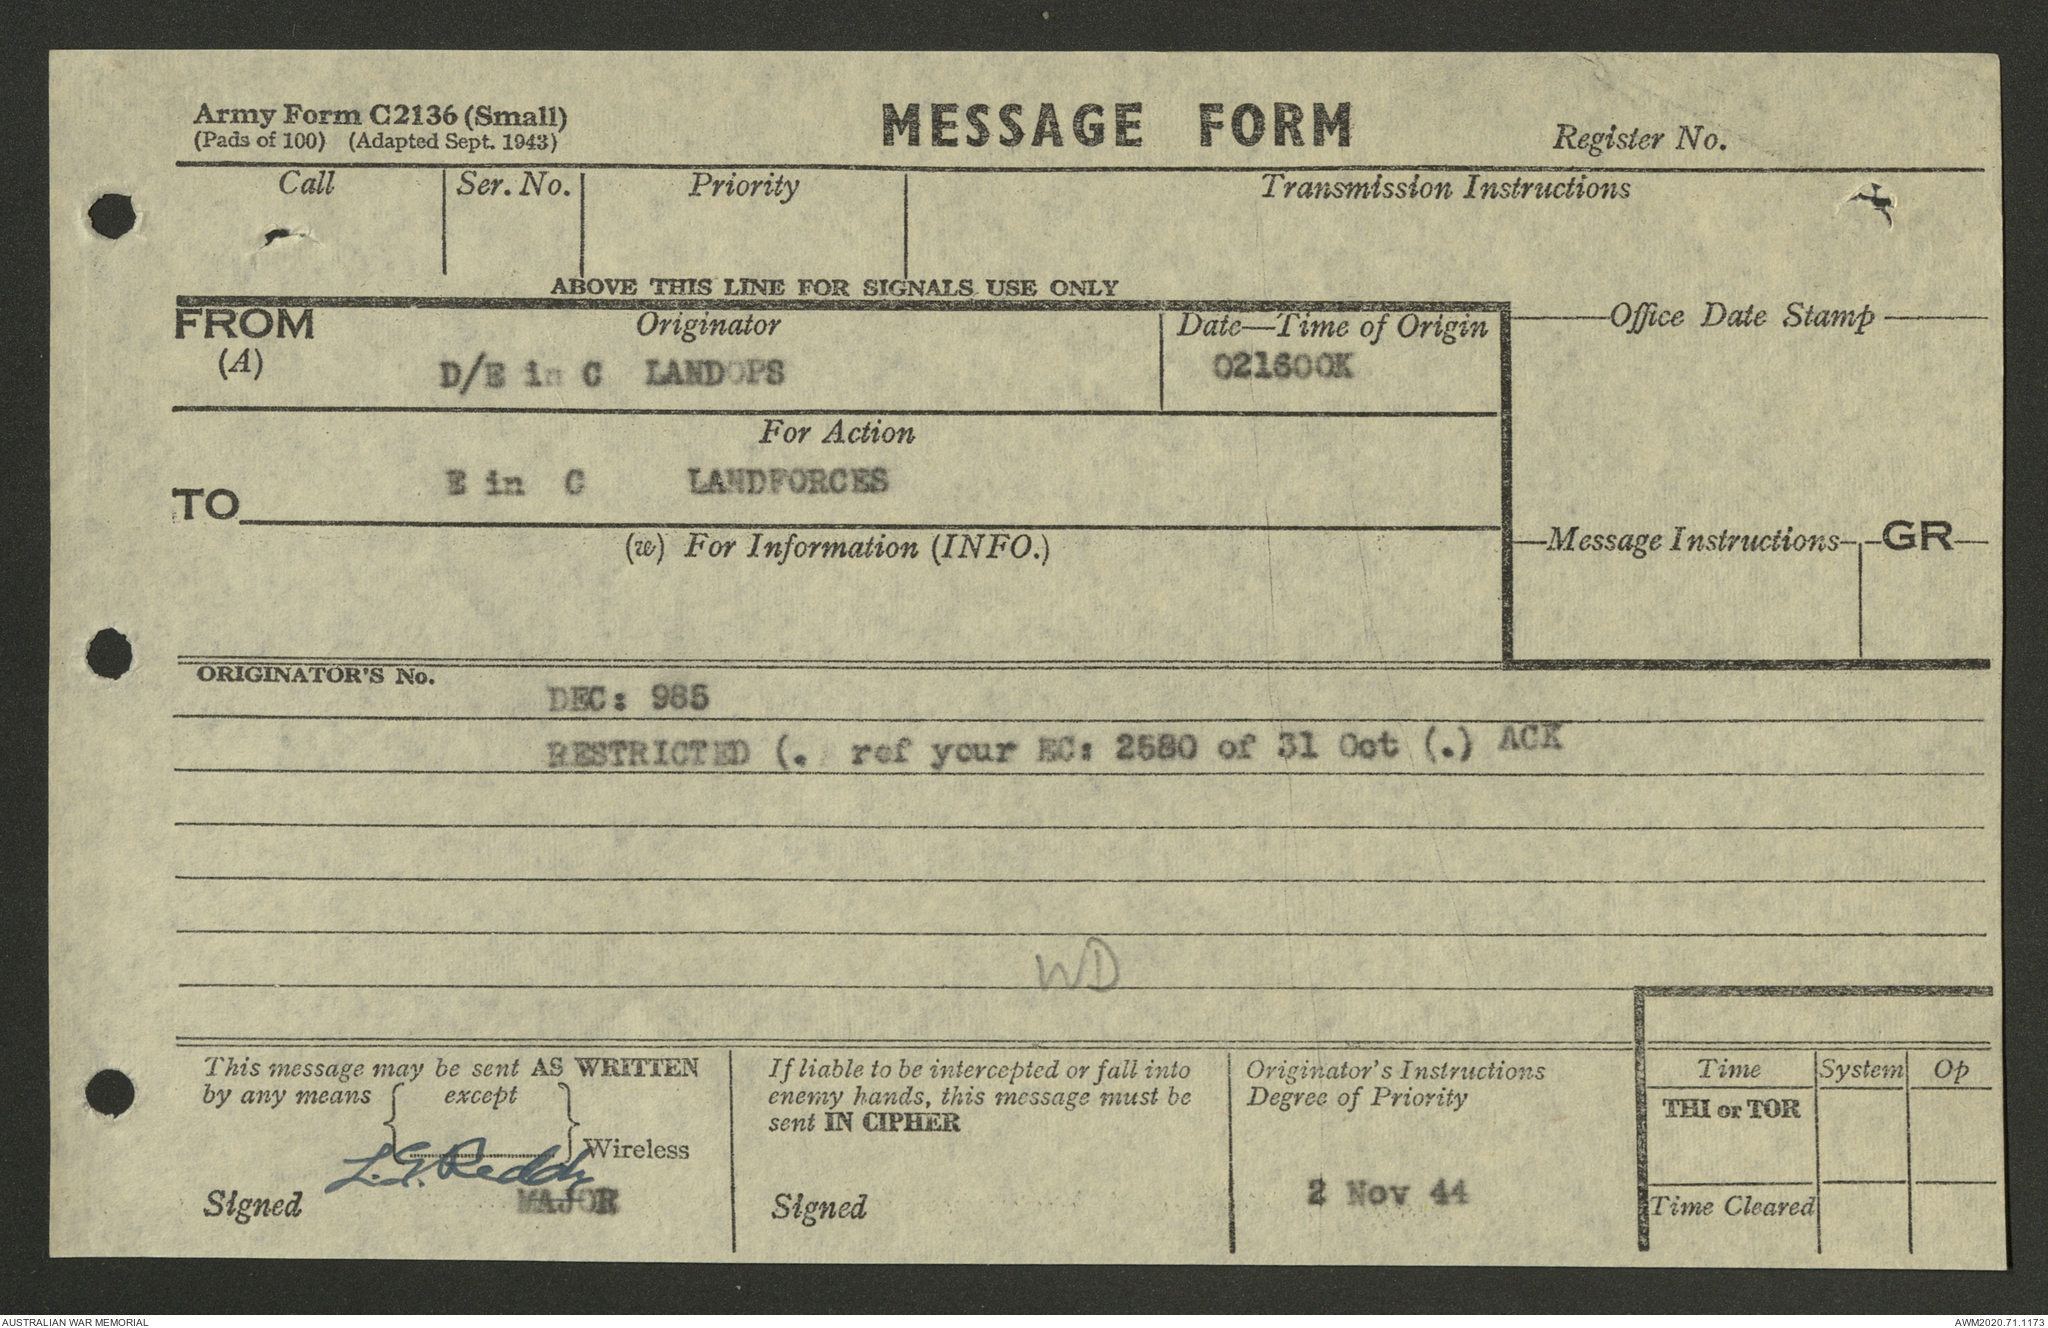 Army Form C2136 (Small)
(Pads of 100) (Adapted Sept. 1943)
MESSAGE FORM
Register No.
Call
Ser. No.
Priority
Transmission Instructions
ABOVE THIS LINE FOR SIGNALS USE ONLY
FROM
(A)
Originator
D/E in C LANDOPS
Date—Time of Origin
021600K
Office Date Stamp
For Action
TO
E in C LANDFORCES
(w) For Information (INFO.)
Message Instructions
GR
ORIGINATOR'S No.
DEC: 985
RESTRICTED (. ref your EC: 2580 of 31 Oct (.) ACK
WD
This message may be sent AS WRITTEN
by any means { except }
Wireless
L.G. Reddy
Signed
MAJOR
If liable to be intercepted or fall into
enemy hands, this message must be
sent IN CIPHER
Signed
Originator's Instructions
Degree of Priority
2 Nov 44
Time
System
Op
THI or TOR
Time Cleared
AUSTRALIAN WAR MEMORIAL
AWM2020.71.1173